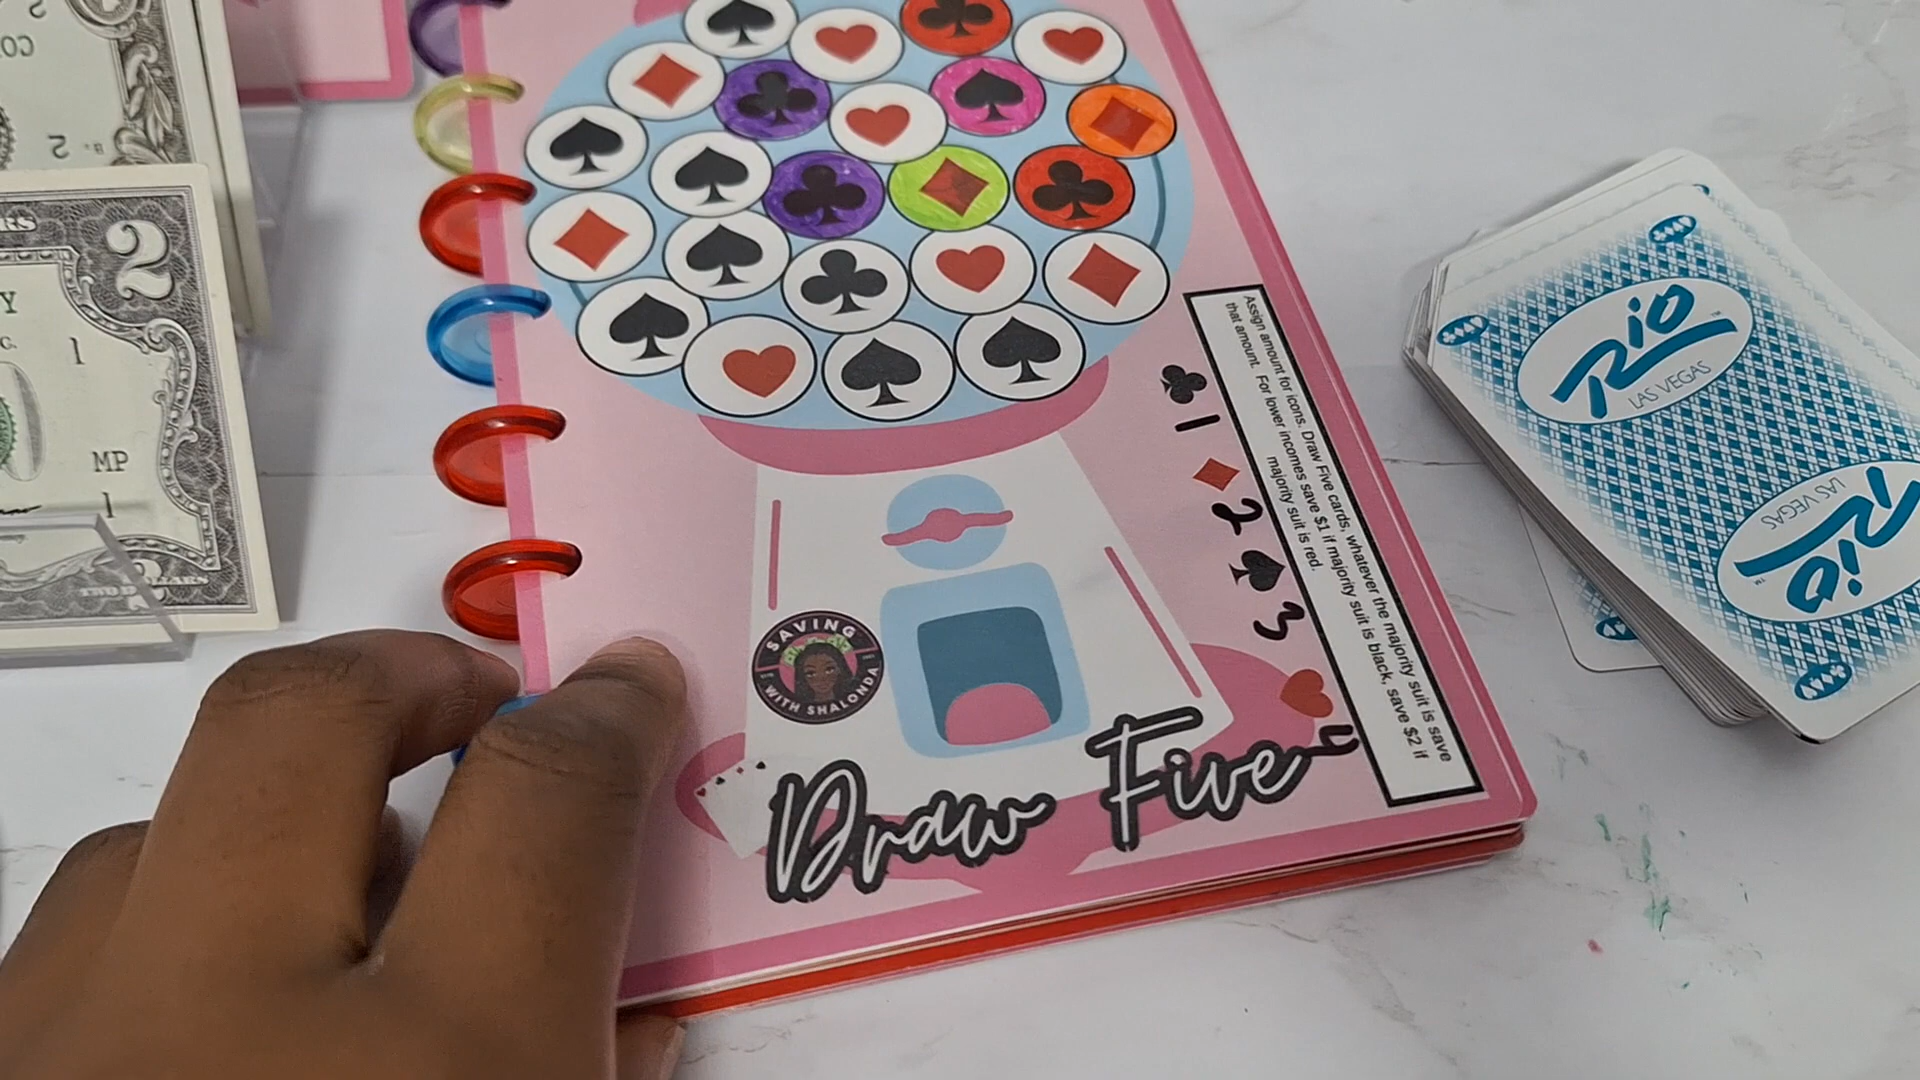 2
Y
C.
1
MP
1
Rio
LAS VEGAS
Rio
LAS VEGAS
Assign amount for icons. Draw Five cards, whatever the majority suit is save
that amount. For lower incomes save $1 if majority suit is black, save $2 if
majority suit is red.
♣ 1
♦ 2
♠ 3
♥ 4
SAVING
WITH SHALONDA
Draw Five